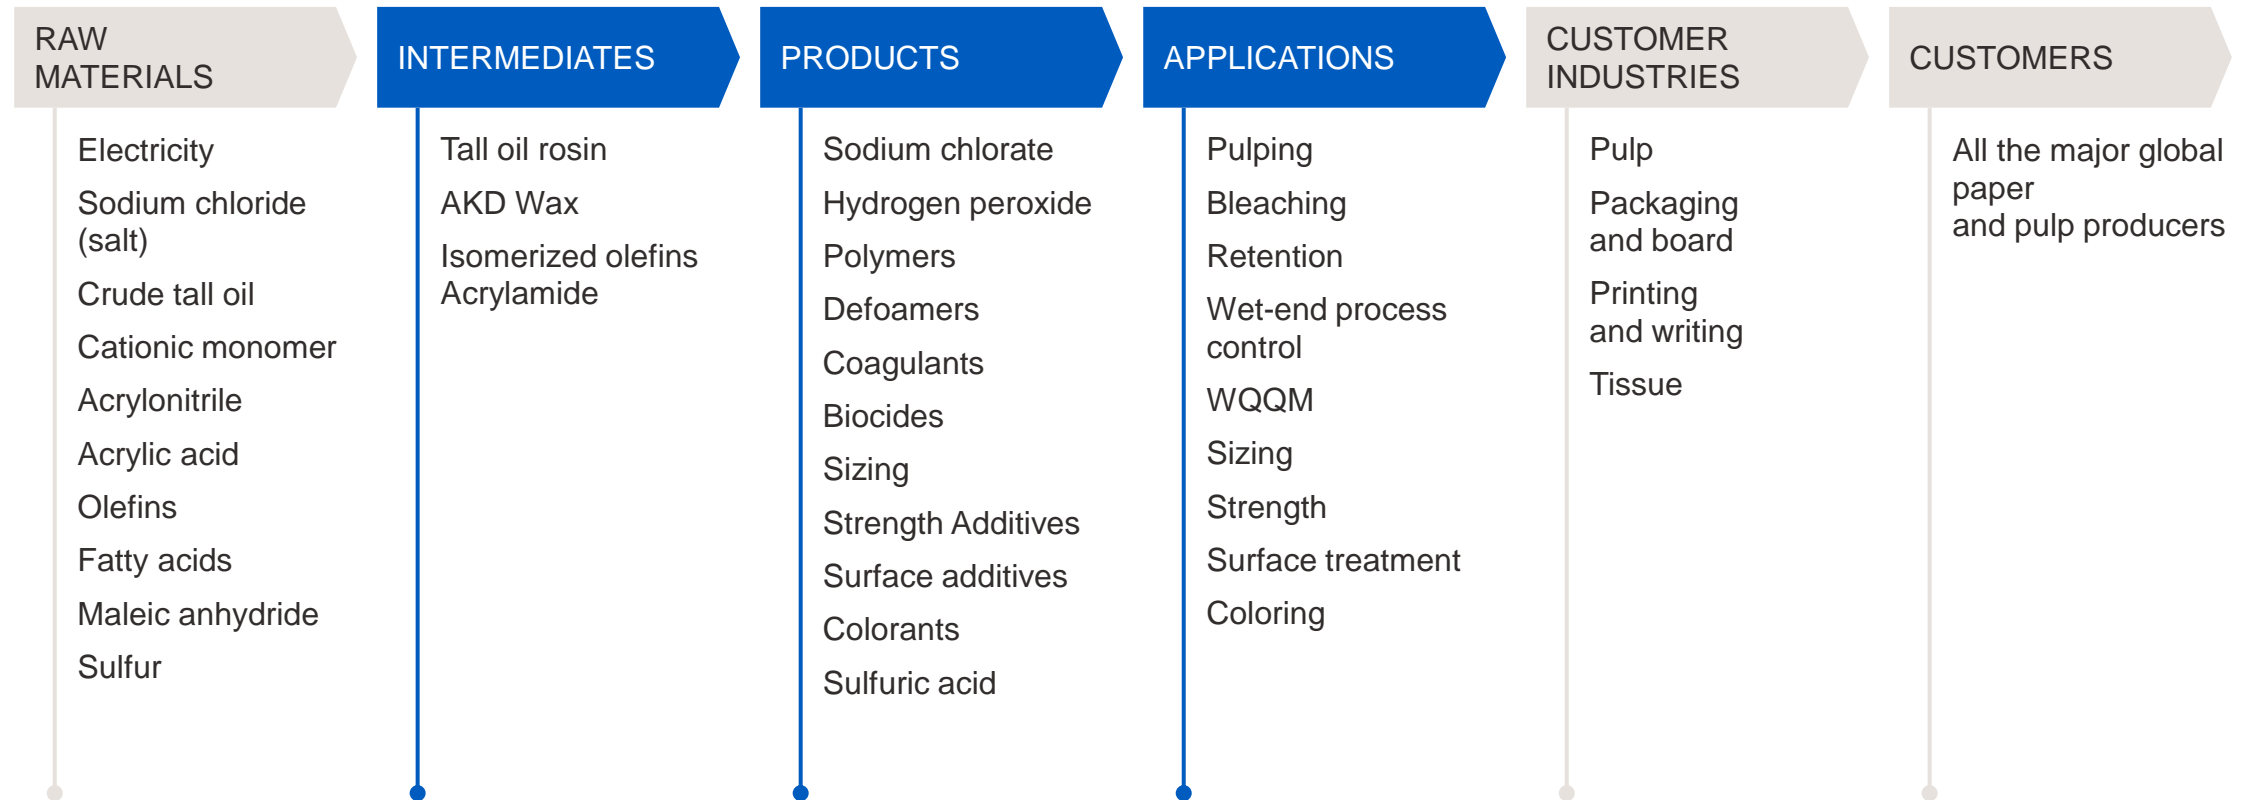 RAW
MATERIALS
Electricity
Sodium chloride
(salt)
Crude tall oil
Cationic monomer
Acrylonitrile
Acrylic acid
Olefins
Fatty acids
Maleic anhydride
Sulfur
INTERMEDIATES
Tall oil rosin
AKD Wax
Isomerized olefins
Acrylamide
PRODUCTS
Sodium chlorate
Hydrogen peroxide
Polymers
Defoamers
Coagulants
Biocides
Sizing
Strength Additives
Surface additives
Colorants
Sulfuric acid
APPLICATIONS
Pulping
Bleaching
Retention
Wet-end process
control
WQQM
Sizing
Strength
Surface treatment
Coloring
CUSTOMER
INDUSTRIES
Pulp
Packaging
and board
Printing
and writing
Tissue
CUSTOMERS
All the major global
paper
and pulp producers